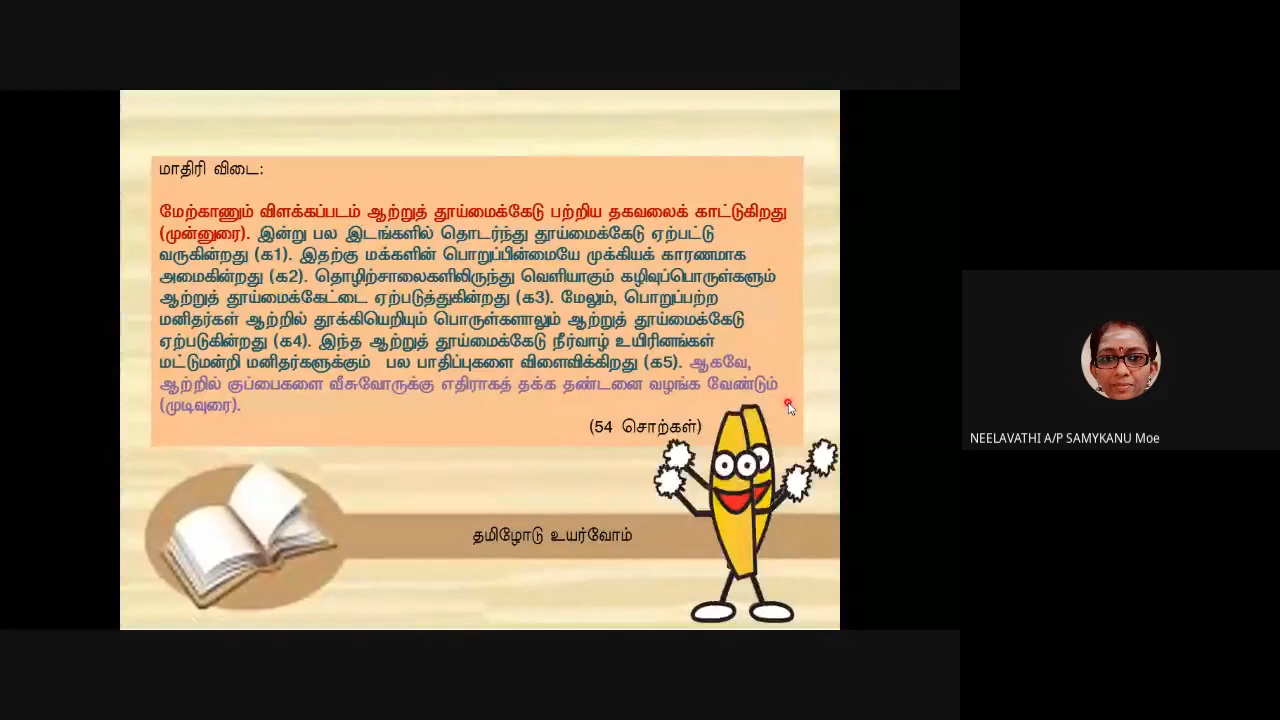 மாதிரி விடை:
மேற்காணும் விளக்கப்படம் ஆற்றுத் தூய்மைக்கேடு பற்றிய தகவலைக் காட்டுகிறது
(முன்னுரை). இன்று பல இடங்களில் தொடர்ந்து தூய்மைக்கேடு ஏற்பட்டு
வருகின்றது (க1). இதற்கு மக்களின் பொறுப்பின்மையே முக்கியக் காரணமாக
அமைகின்றது (க2). தொழிற்சாலைகளிலிருந்து வெளியாகும் கழிவுப்பொருள்களும்
ஆற்றுத் தூய்மைக்கேட்டை ஏற்படுத்துகின்றது (க3). மேலும், பொறுப்பற்ற
மனிதர்கள் ஆற்றில் தூக்கியெறியும் பொருள்களாலும் ஆற்றுத் தூய்மைக்கேடு
ஏற்படுகின்றது (க4). இந்த ஆற்றுத் தூய்மைக்கேடு நீர்வாழ் உயிரினங்கள்
மட்டுமன்றி மனிதர்களுக்கும் பல பாதிப்புகளை விளைவிக்கிறது (க5). ஆகவே,
ஆற்றில் குப்பைகளை வீசுவோருக்கு எதிராகத் தக்க தண்டனை வழங்க வேண்டும்
(முடிவுரை).
(54 சொற்கள்)
தமிழோடு உயர்வோம்
NEELAVATHI A/P SAMYKANU Moe